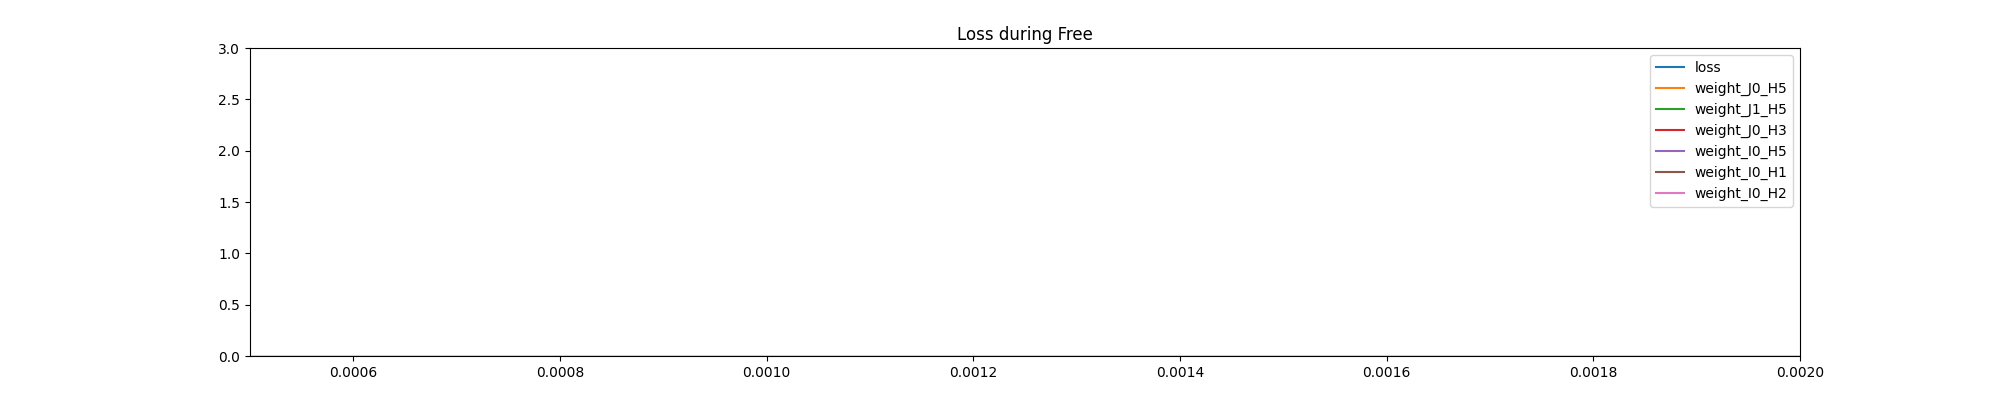 Loss during Free
3.0
2.5
2.0
1.5
1.0
0.5
0.0
loss
weight_J0_H5
weight_J1_H5
weight_J0_H3
weight_I0_H5
weight_I0_H1
weight_I0_H2
0.0006 0.0008 0.0010 0.0012 0.0014 0.0016 0.0018 0.0020